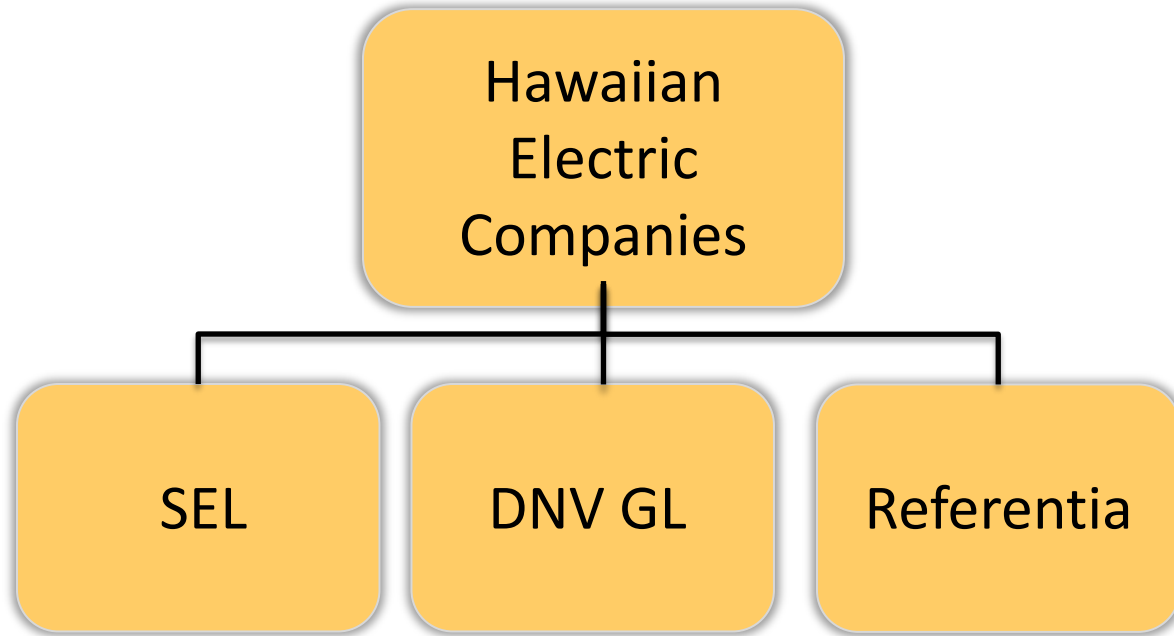 Hawaiian
Electric
Companies
SEL
DNV GL
Referentia